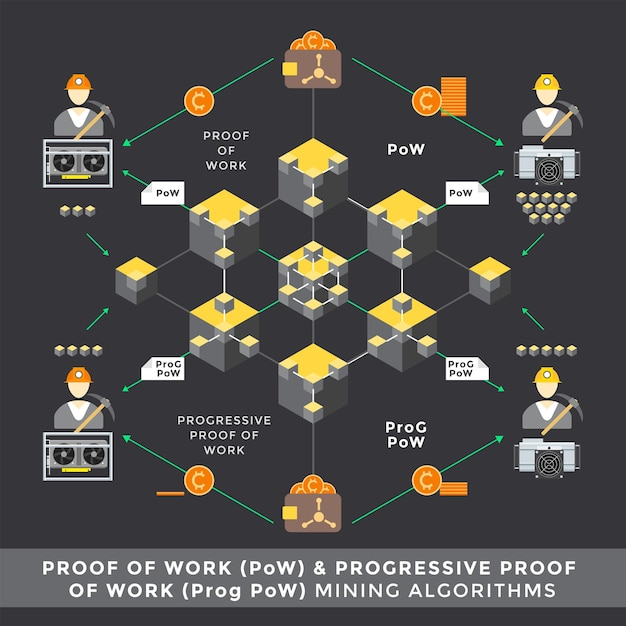 PROOF
OF
WORK
PoW
PoW
PoW
ProG
PoW
ProG
PoW
PROGRESSIVE
PROOF OF
WORK
ProG
PoW
PROOF OF WORK (PoW) & PROGRESSIVE PROOF
OF WORK (Prog PoW) MINING ALGORITHMS